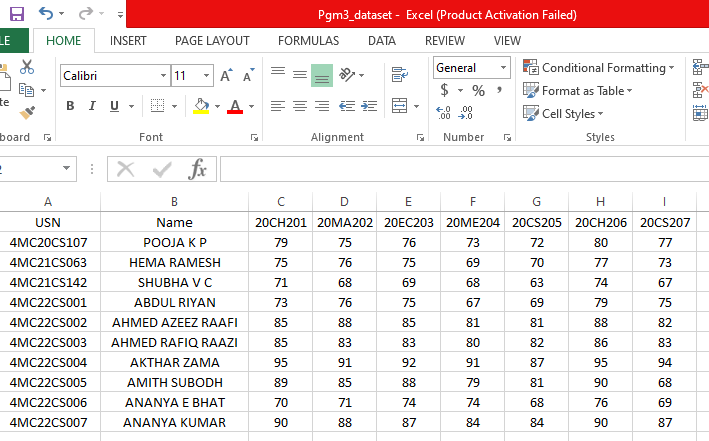 Pgm3_dataset - Excel (Product Activation Failed)
LE HOME INSERT PAGE LAYOUT FORMULAS DATA REVIEW VIEW
Calibri 11 A A General Conditional Formatting
te B I U A $ % , .0 .00 Format as Table
.00 .0 Cell Styles
board Font Alignment Number Styles
2 fx
A B C D E F G H I
USN Name 20CH201 20MA202 20EC203 20ME204 20CS205 20CH206 20CS207
4MC20CS107 POOJA K P 79 75 76 73 72 80 77
4MC21CS063 HEMA RAMESH 75 76 75 69 70 77 73
4MC21CS142 SHUBHA V C 71 68 69 68 63 74 67
4MC22CS001 ABDUL RIYAN 73 76 75 67 69 79 75
4MC22CS002 AHMED AZEEZ RAAFI 85 88 85 81 81 88 82
4MC22CS003 AHMED RAFIQ RAAZI 85 83 83 80 82 86 83
4MC22CS004 AKTHAR ZAMA 95 91 92 91 87 95 94
4MC22CS005 AMITH SUBODH 89 85 88 79 81 90 68
4MC22CS006 ANANYA E BHAT 70 71 74 74 68 76 69
4MC22CS007 ANANYA KUMAR 90 88 87 84 84 90 87